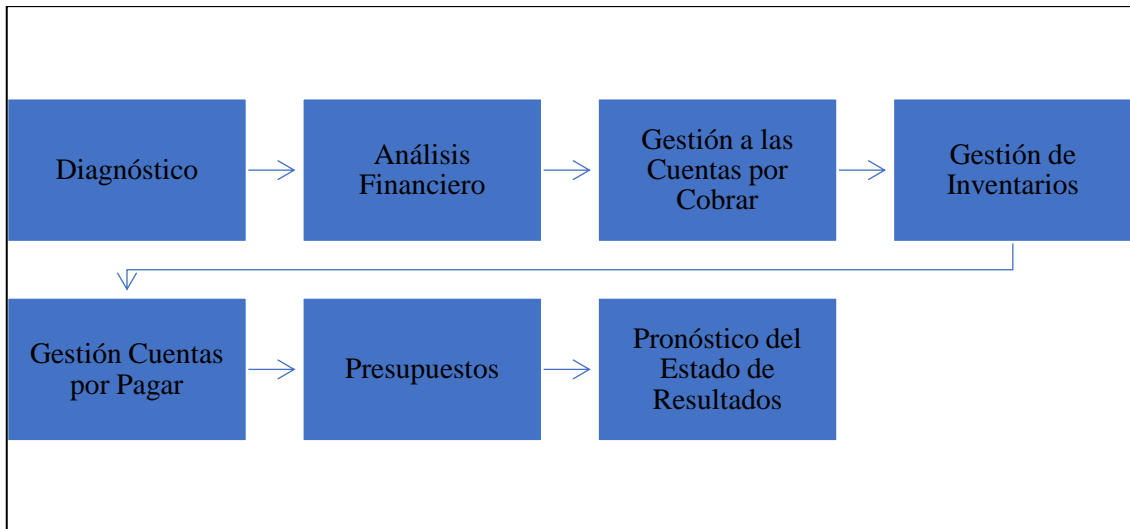 Diagnóstico
Análisis
Financiero
Gestión a las
Cuentas por
Cobrar
Gestión de
Inventarios
Gestión Cuentas
por Pagar
Presupuestos
Pronóstico del
Estado de
Resultados